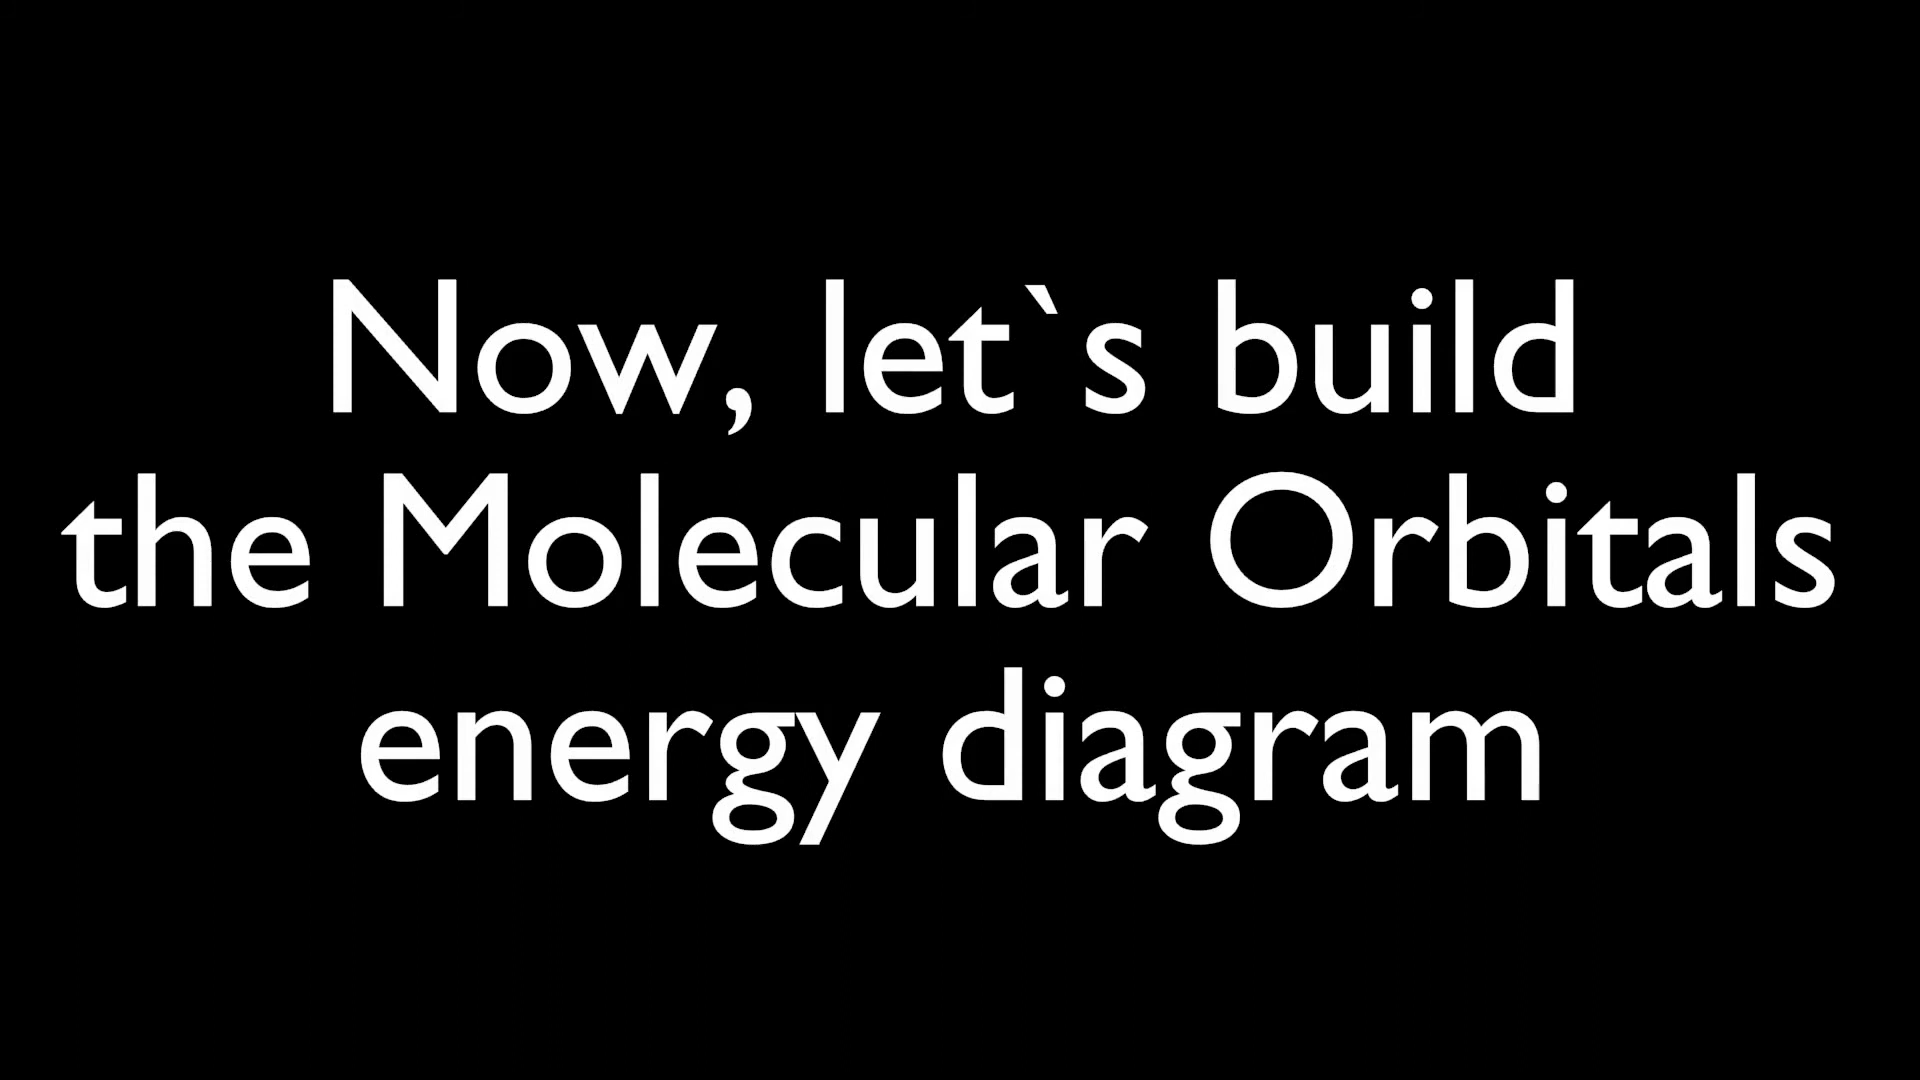 Now, let`s build
the Molecular Orbitals
energy diagram